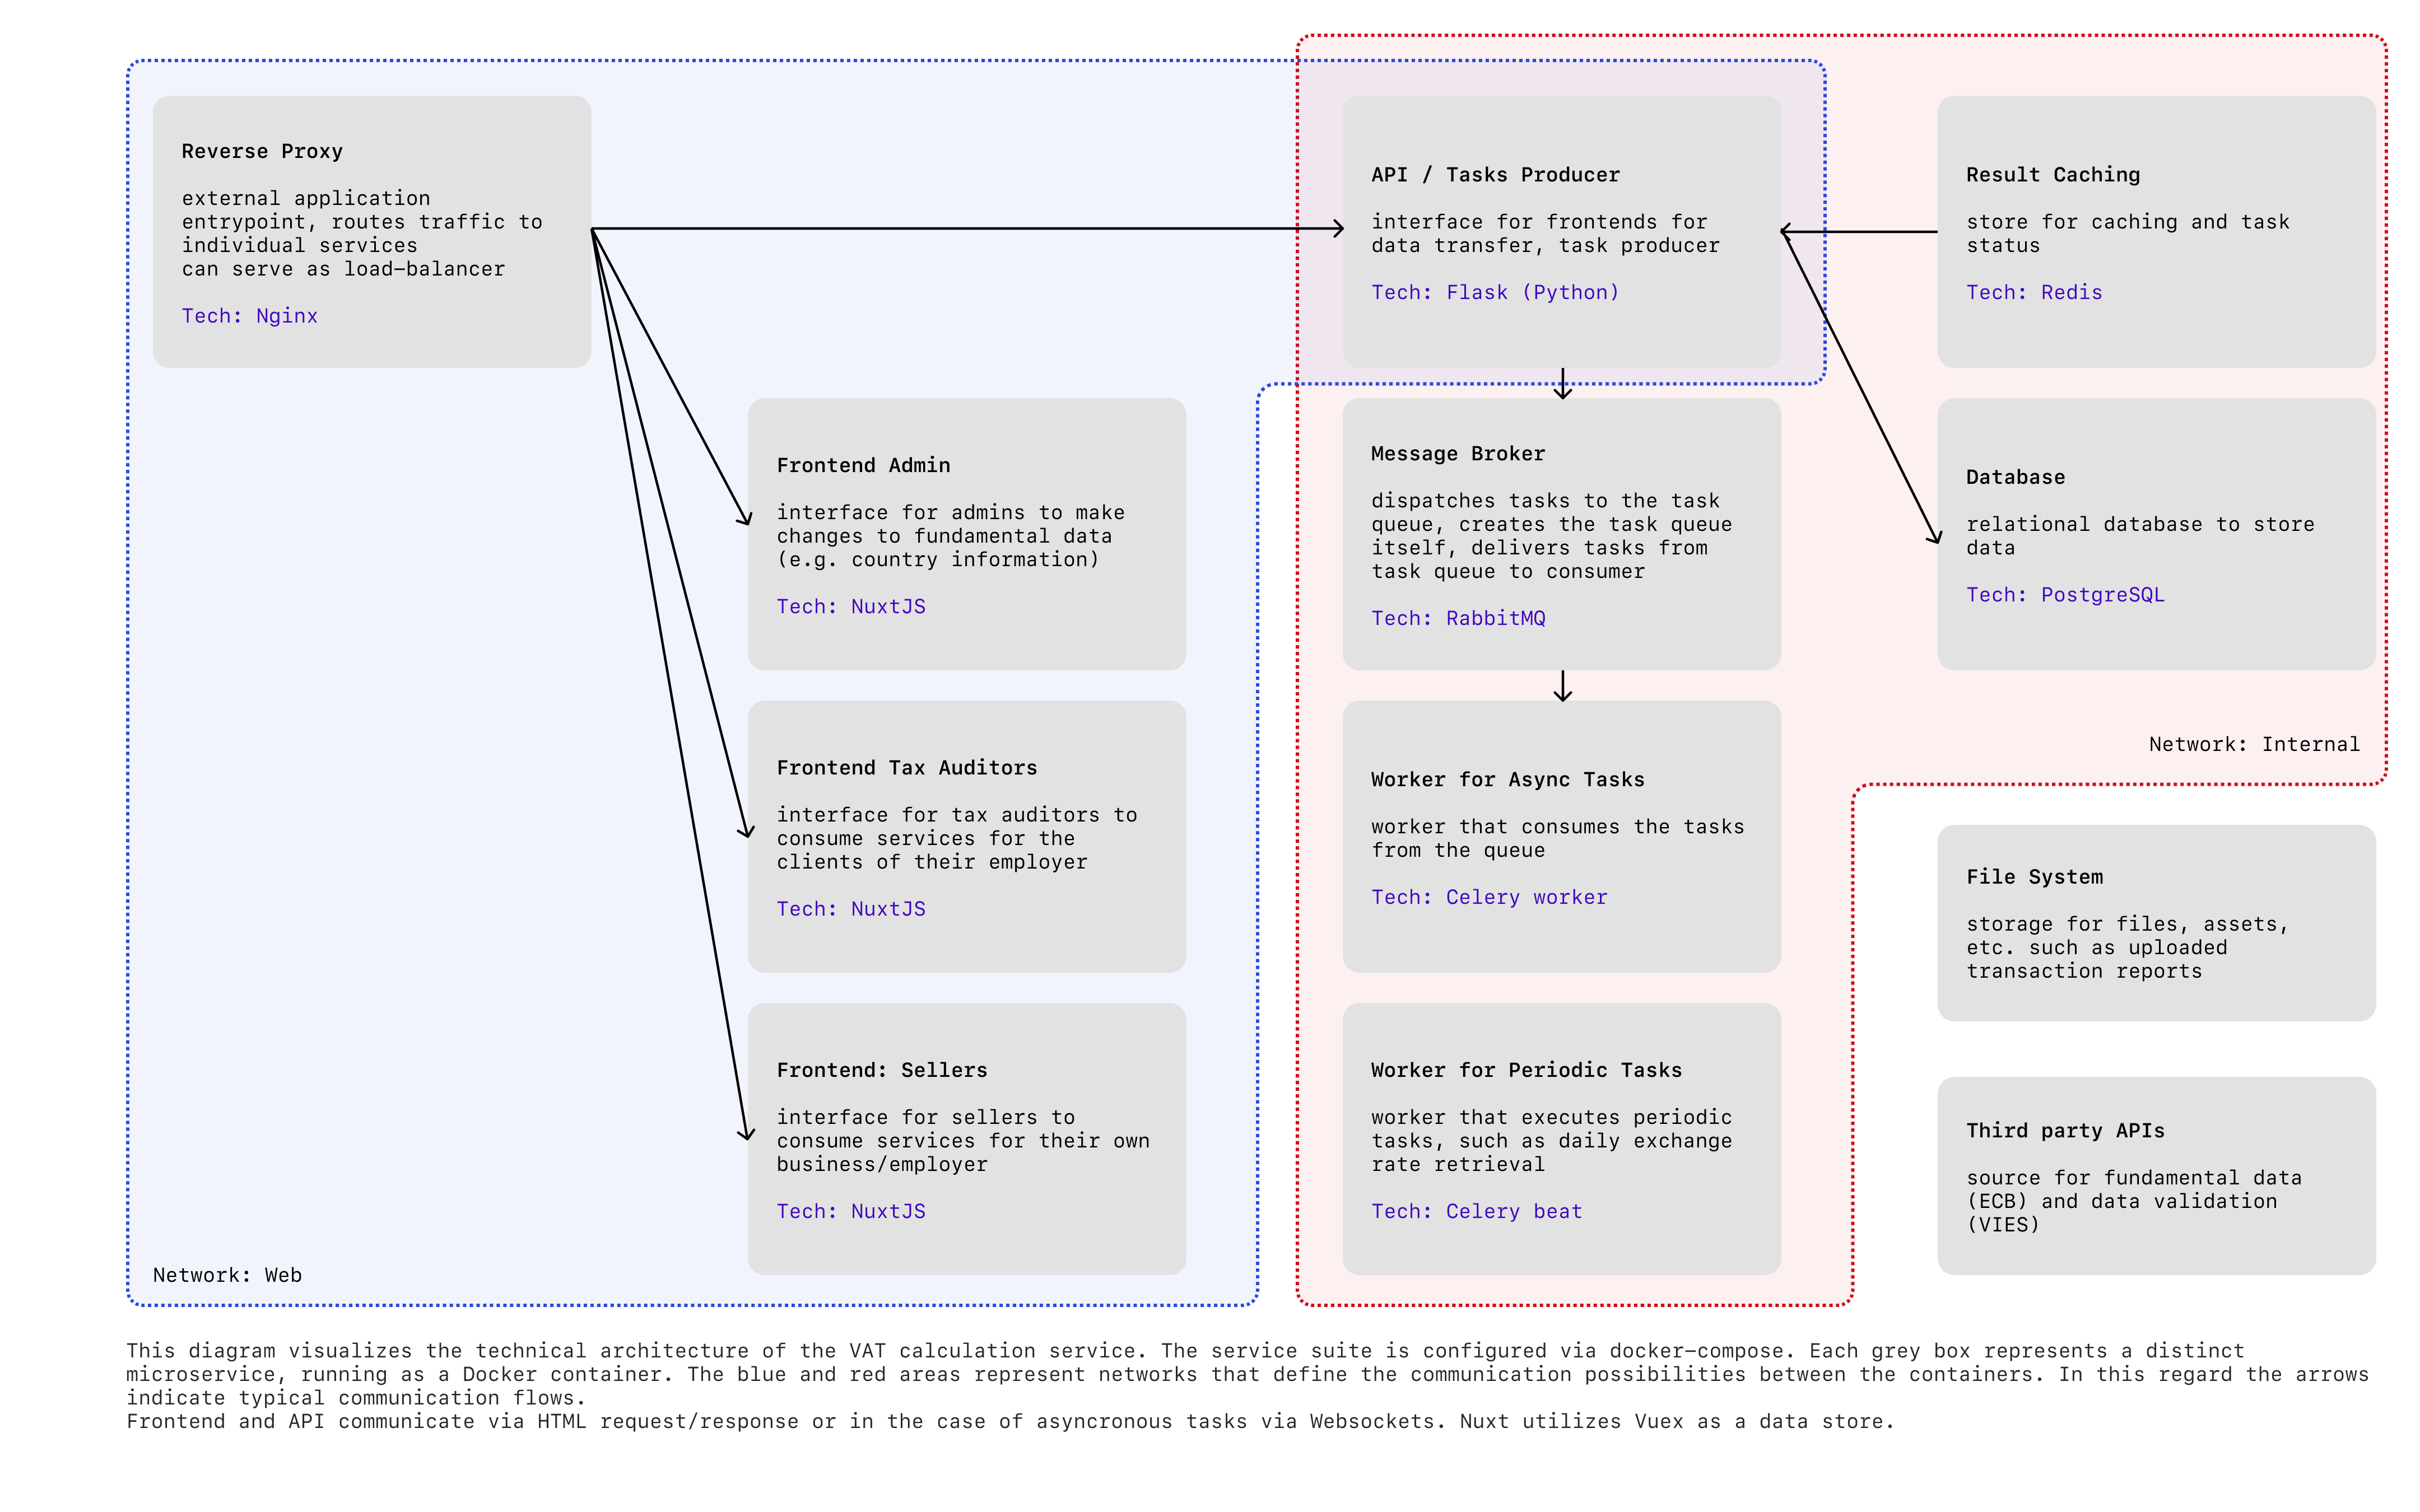 Reverse Proxy
external application
entrypoint, routes traffic to
individual services
can serve as load-balancer
Tech: Nginx
API / Tasks Producer
interface for frontends for
data transfer, task producer
Tech: Flask (Python)
Result Caching
store for caching and task
status
Tech: Redis
Frontend Admin
interface for admins to make
changes to fundamental data
(e.g. country information)
Tech: NuxtJS
Message Broker
dispatches tasks to the task
queue, creates the task queue
itself, delivers tasks from
task queue to consumer
Tech: RabbitMQ
Database
relational database to store
data
Tech: PostgreSQL
Network: Internal
Frontend Tax Auditors
interface for tax auditors to
consume services for the
clients of their employer
Tech: NuxtJS
Worker for Async Tasks
worker that consumes the tasks
from the queue
Tech: Celery worker
File System
storage for files, assets,
etc. such as uploaded
transaction reports
Frontend: Sellers
interface for sellers to
consume services for their own
business/employer
Tech: NuxtJS
Worker for Periodic Tasks
worker that executes periodic
tasks, such as daily exchange
rate retrieval
Tech: Celery beat
Third party APIs
source for fundamental data
(ECB) and data validation
(VIES)
Network: Web
This diagram visualizes the technical architecture of the VAT calculation service. The service suite is configured via docker-compose. Each grey box represents a distinct
microservice, running as a Docker container. The blue and red areas represent networks that define the communication possibilities between the containers. In this regard the arrows
indicate typical communication flows.
Frontend and API communicate via HTML request/response or in the case of asyncronous tasks via Websockets. Nuxt utilizes Vuex as a data store.